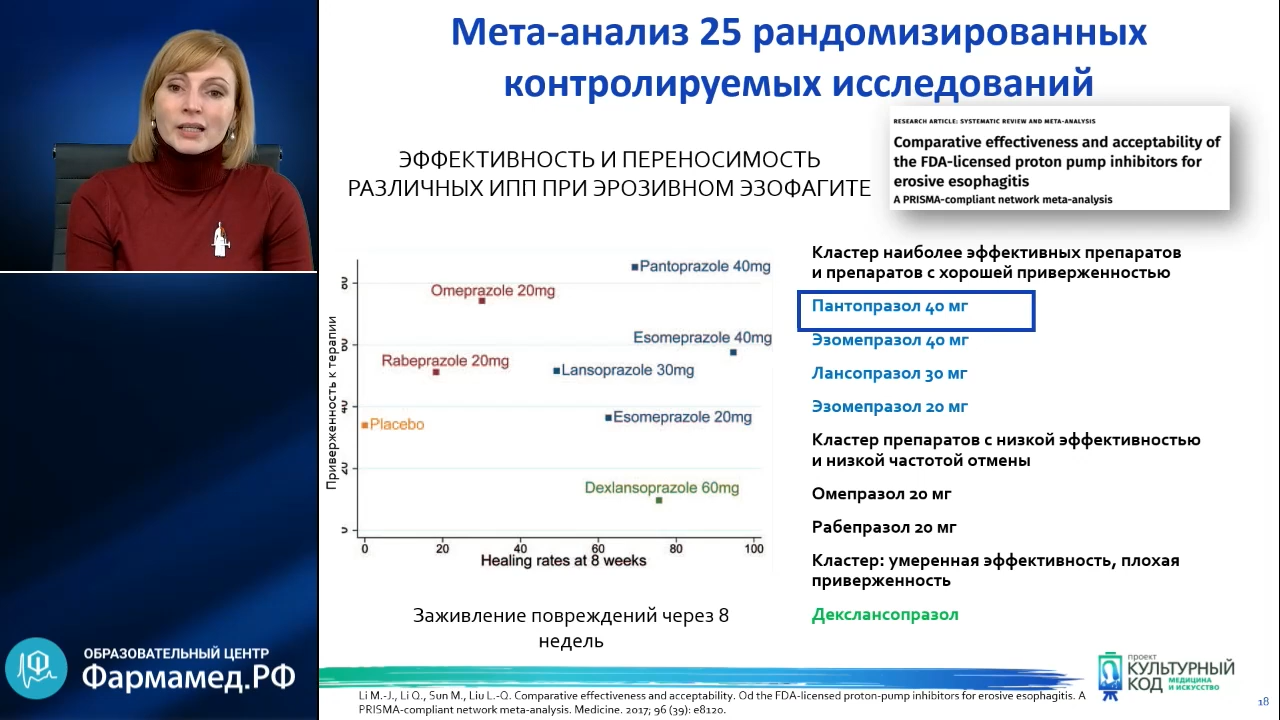 Мета-анализ 25 рандомизированных
контролируемых исследований
RESEARCH ARTICLE: SYSTEMATIC REVIEW AND META-ANALYSIS
Comparative effectiveness and acceptability of
the FDA-licensed proton pump inhibitors for
erosive esophagitis
A PRISMA-compliant network meta-analysis
ЭФФЕКТИВНОСТЬ И ПЕРЕНОСИМОСТЬ
РАЗЛИЧНЫХ ИПП ПРИ ЭРОЗИВНОМ ЭЗОФАГИТЕ
Приверженность к терапии
Pantoprazole 40mg
Omeprazole 20mg
Esomeprazole 40mg
Rabeprazole 20mg
Lansoprazole 30mg
Esomeprazole 20mg
Placebo
Dexlansoprazole 60mg
0 20 40 60 80 100
Healing rates at 8 weeks
Заживление повреждений через 8
недель
Кластер наиболее эффективных препаратов
и препаратов с хорошей приверженностью
Пантопразол 40 мг
Эзомепразол 40 мг
Лансопразол 30 мг
Эзомепразол 20 мг
Кластер препаратов с низкой эффективностью
и низкой частотой отмены
Омепразол 20 мг
Рабепразол 20 мг
Кластер: умеренная эффективность, плохая
приверженность
Декслансопразол
ОБРАЗОВАТЕЛЬНЫЙ ЦЕНТР
Фармамед.РФ
проект
КУЛЬТУРНЫЙ
КОД
МЕДИЦИНА
И ИСКУССТВО
Li M.-J., Li Q., Sun M., Liu L.-Q. Comparative effectiveness and acceptability. Od the FDA-licensed proton-pump inhibitors for erosive esophagitis. A
PRISMA-compliant network meta-analysis. Medicine. 2017; 96 (39): e8120.
18